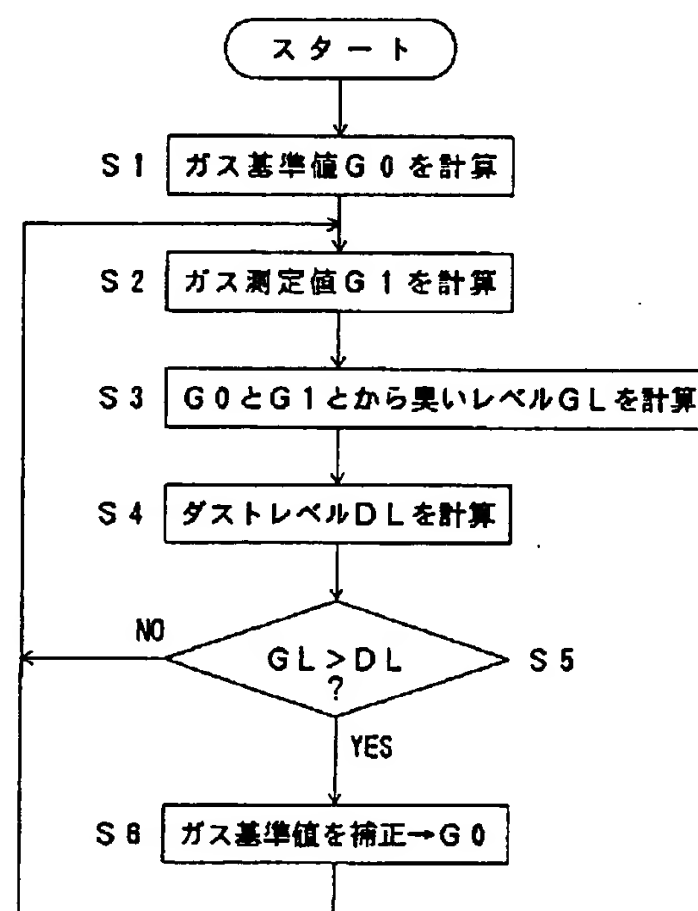 スタート
S1 ガス基準値G0を計算
S2 ガス測定値G1を計算
S3 G0とG1とから臭いレベルGLを計算
S4 ダストレベルDLを計算
NO
GL>DL
?
S5
YES
S6 ガス基準値を補正→G0